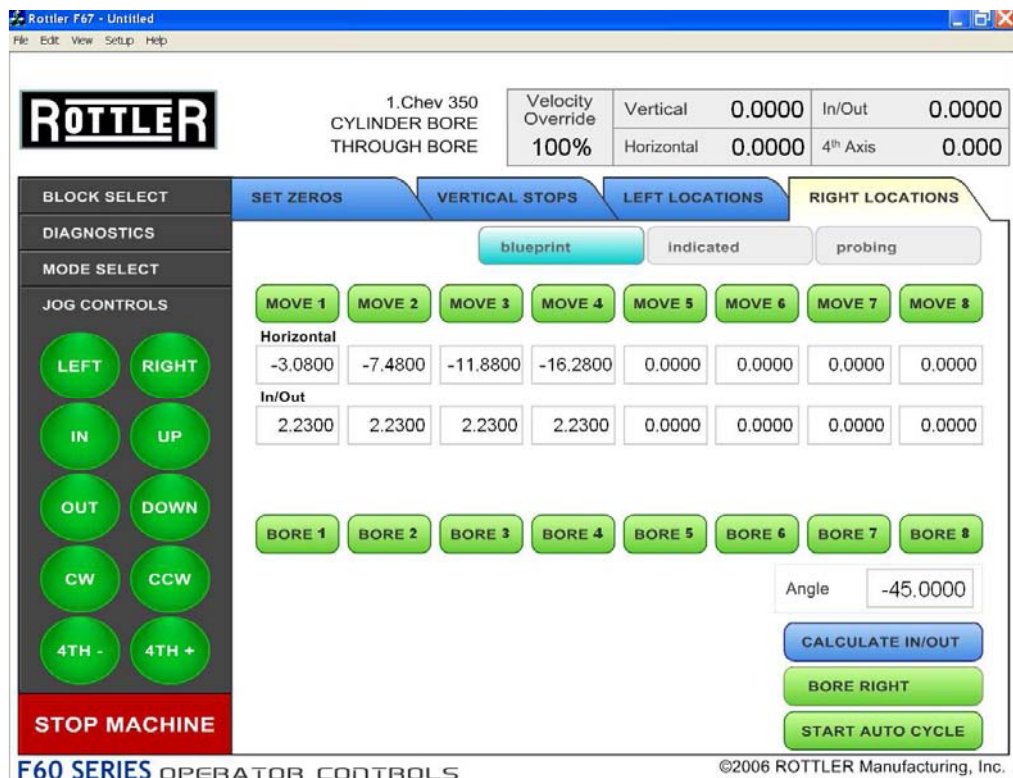 Rottler F67 - Untitled
File Edit View Setup Help
ROTTLER
1.Chev 350
CYLINDER BORE
THROUGH BORE
Velocity
Override
100%
Vertical 0.0000 In/Out 0.0000
Horizontal 0.0000 4th Axis 0.000
BLOCK SELECT
DIAGNOSTICS
MODE SELECT
JOG CONTROLS
LEFT RIGHT
IN UP
OUT DOWN
CW CCW
4TH - 4TH +
STOP MACHINE
SET ZEROS VERTICAL STOPS LEFT LOCATIONS RIGHT LOCATIONS
blueprint indicated probing
MOVE 1 MOVE 2 MOVE 3 MOVE 4 MOVE 5 MOVE 6 MOVE 7 MOVE 8
Horizontal
-3.0800 -7.4800 -11.8800 -16.2800 0.0000 0.0000 0.0000 0.0000
In/Out
2.2300 2.2300 2.2300 2.2300 0.0000 0.0000 0.0000 0.0000
BORE 1 BORE 2 BORE 3 BORE 4 BORE 5 BORE 6 BORE 7 BORE 8
Angle -45.0000
CALCULATE IN/OUT
BORE RIGHT
START AUTO CYCLE
F60 SERIES OPERATOR CONTROLS
©2006 ROTTLER Manufacturing, Inc.